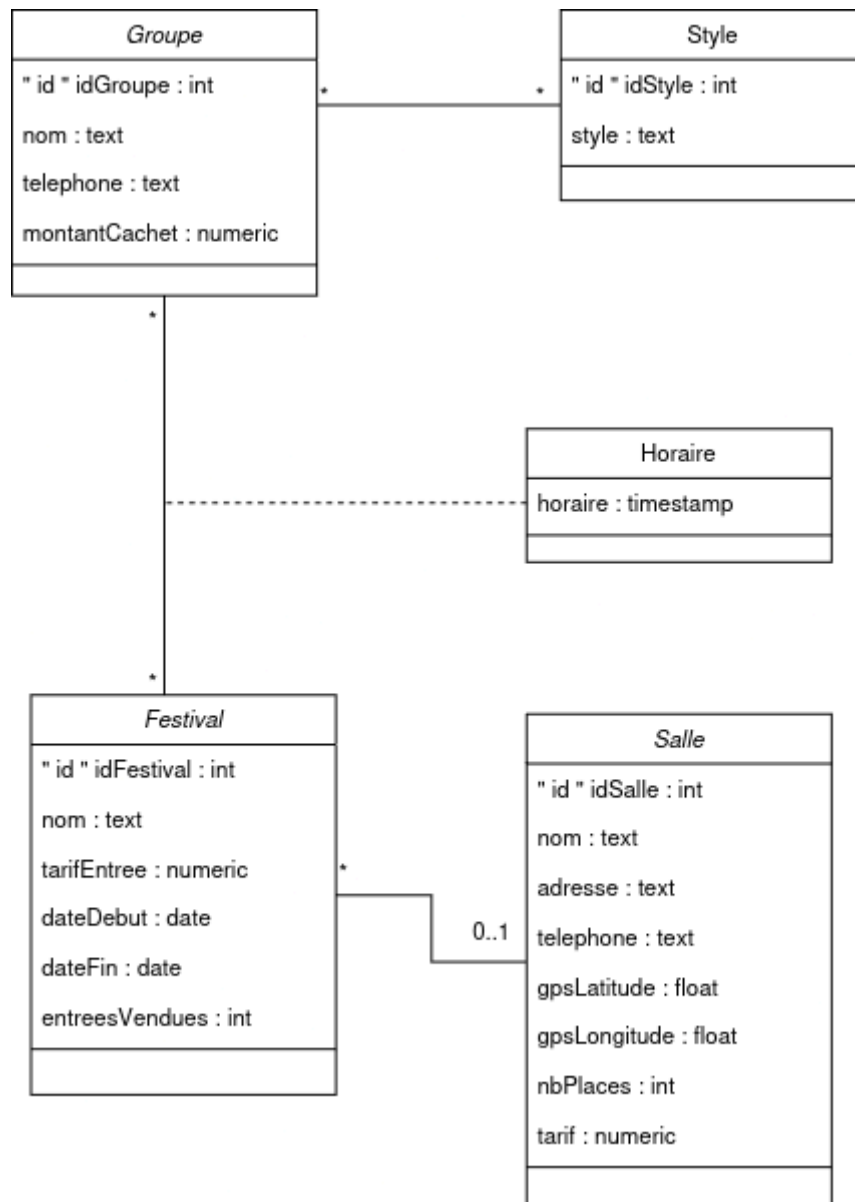 Groupe
" id " idGroupe : int
nom : text
telephone : text
montantCachet : numeric
Style
" id " idStyle : int
style : text
*
*
*
Horaire
horaire : timestamp
*
Festival
" id " idFestival : int
nom : text
tarifEntree : numeric
dateDebut : date
dateFin : date
entreesVendues : int
*
0..1
Salle
" id " idSalle : int
nom : text
adresse : text
telephone : text
gpsLatitude : float
gpsLongitude : float
nbPlaces : int
tarif : numeric